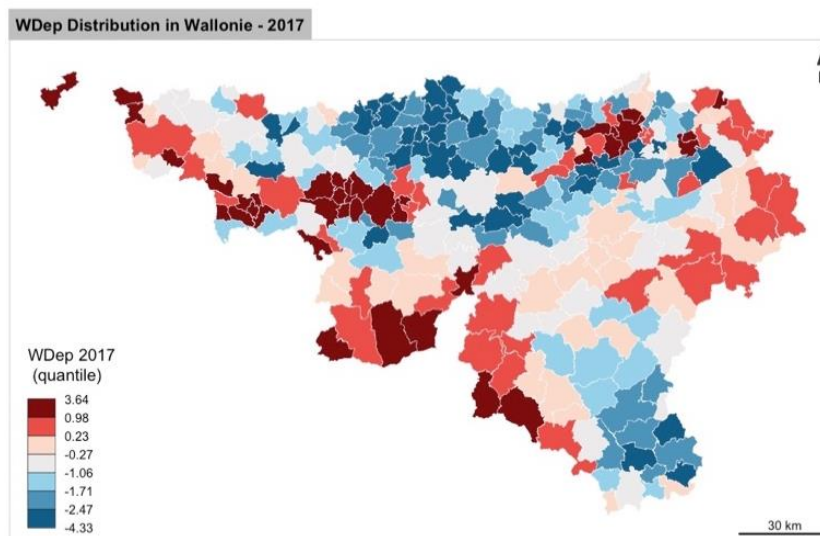 WDep Distribution in Wallonie - 2017
WDep 2017
(quantile)
3.64
0.98
0.23
-0.27
-1.06
-1.71
-2.47
-4.33
30 km